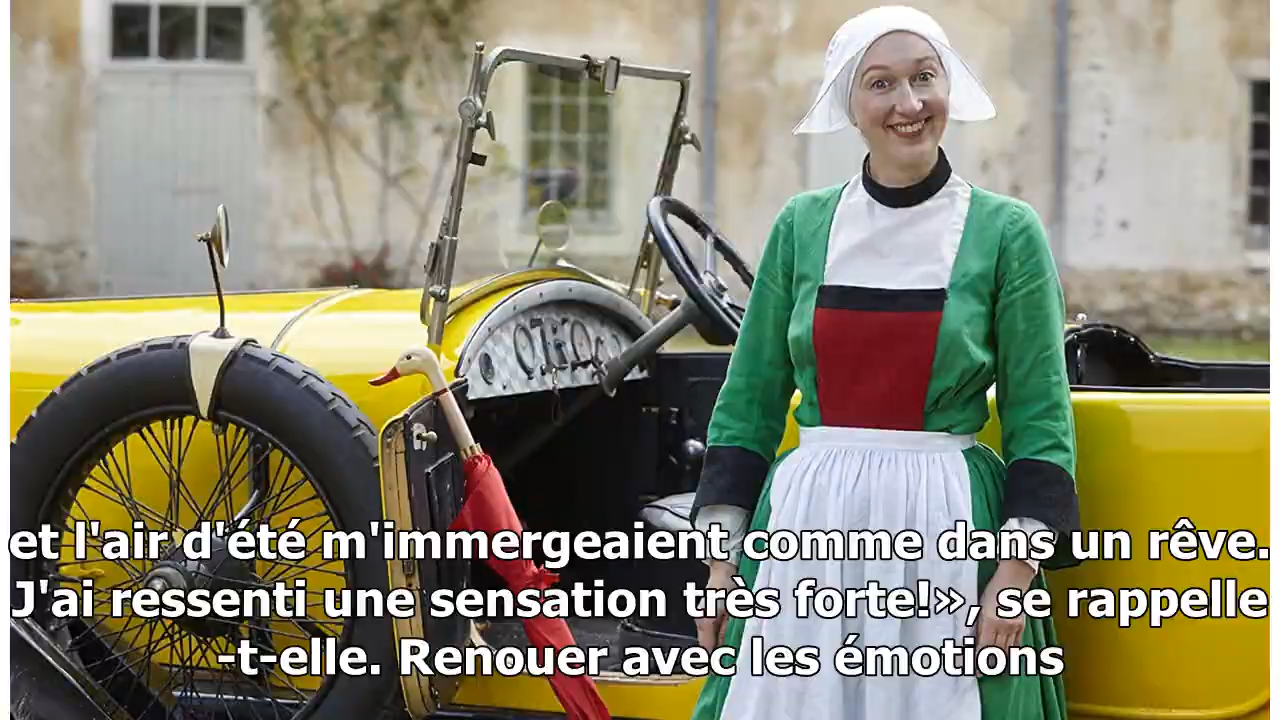 et l'air d'été m'immergeaient comme dans un rêve.
J'ai ressenti une sensation très forte!», se rappelle
-t-elle. Renouer avec les émotions